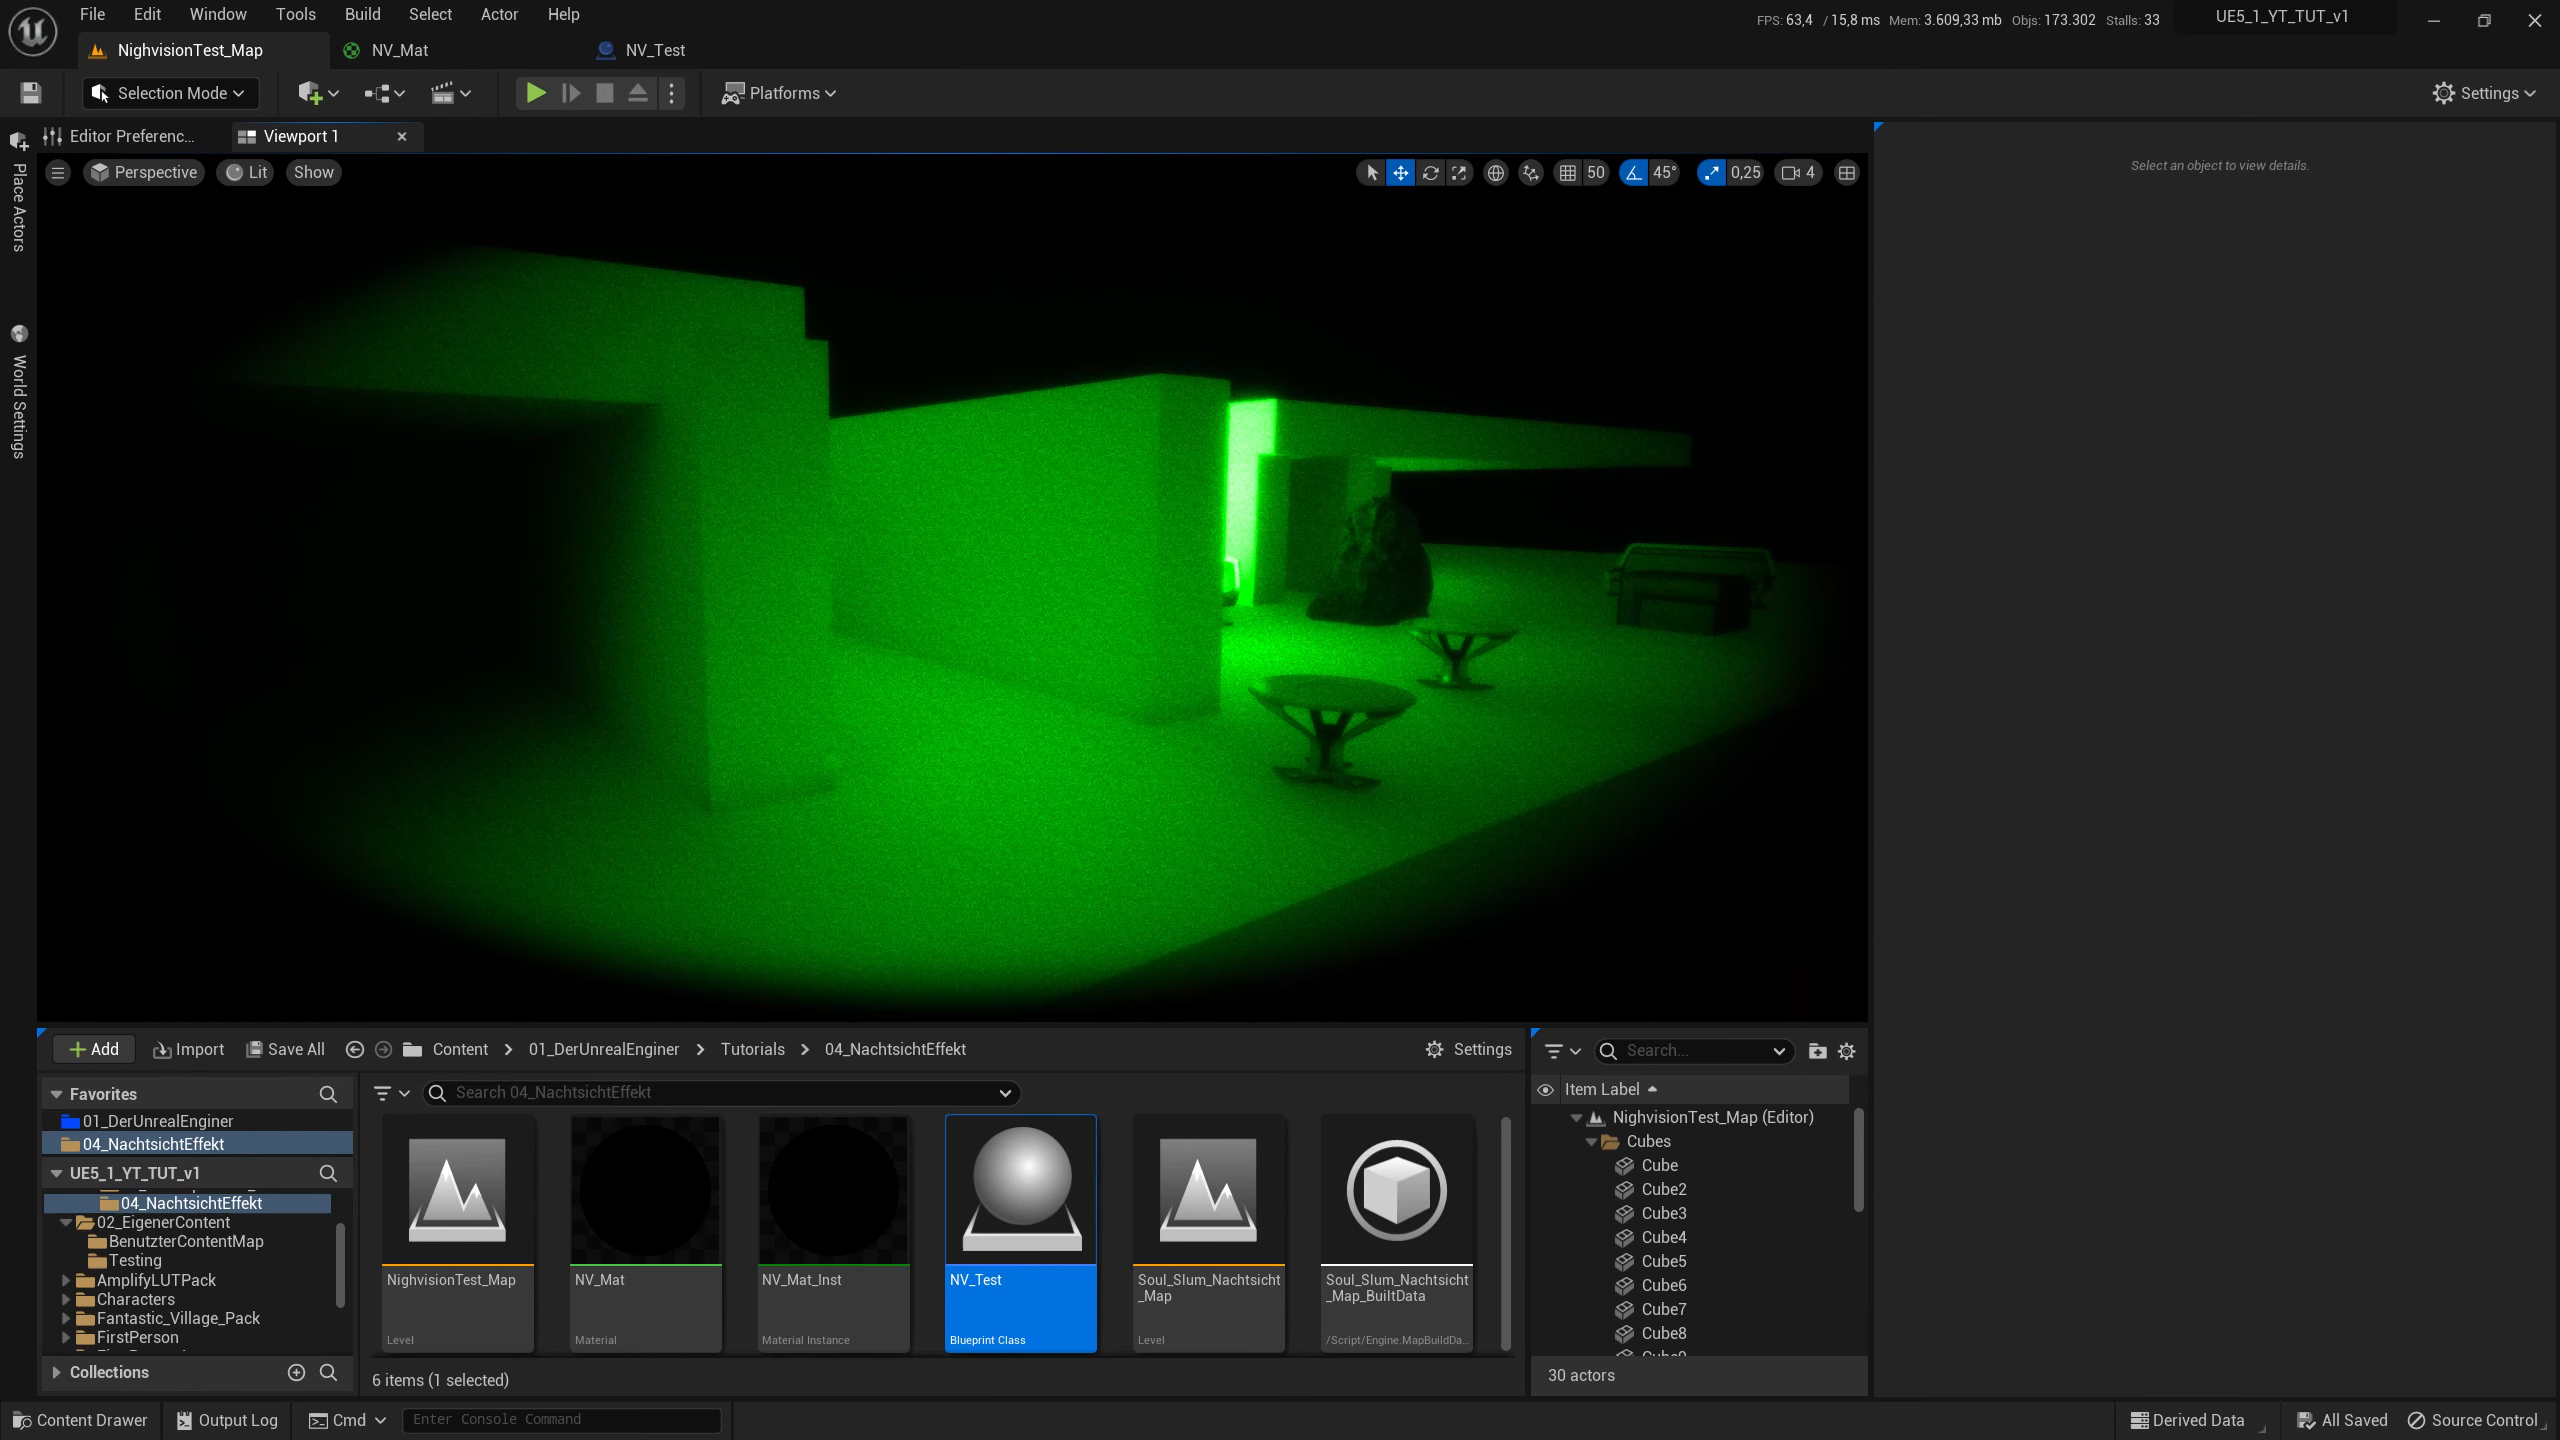 File Edit Window Tools Build Select Actor Help
FPS: 63,4 / 15,8 ms Mem: 3.609,33 mb Objs: 173.302 Stalls: 33
UE5_1_YT_TUT_v1
NighvisionTest_Map
NV_Mat
NV_Test
Selection Mode
Platforms
Settings
Editor Preferenc...
Viewport 1
Place Actors
World Settings
Perspective
Lit
Show
50
45°
0,25
4
Select an object to view details.
Add
Import
Save All
Content
01_DerUnrealEnginer
Tutorials
04_NachtsichtEffekt
Settings
Favorites
01_DerUnrealEnginer
04_NachtsichtEffekt
UE5_1_YT_TUT_v1
04_NachtsichtEffekt
02_EigenerContent
BenutzterContentMap
Testing
AmplifyLUTPack
Characters
Fantastic_Village_Pack
FirstPerson
Collections
Search 04_NachtsichtEffekt
NighvisionTest_Map
Level
NV_Mat
Material
NV_Mat_Inst
Material Instance
NV_Test
Blueprint Class
Soul_Slum_Nachtsicht
_Map
Level
Soul_Slum_Nachtsicht
_Map_BuiltData
/Script/Engine.MapBuildDa...
6 items (1 selected)
Search...
Item Label
NighvisionTest_Map (Editor)
Cubes
Cube
Cube2
Cube3
Cube4
Cube5
Cube6
Cube7
Cube8
30 actors
Content Drawer
Output Log
Cmd
Enter Console Command
Derived Data
All Saved
Source Control